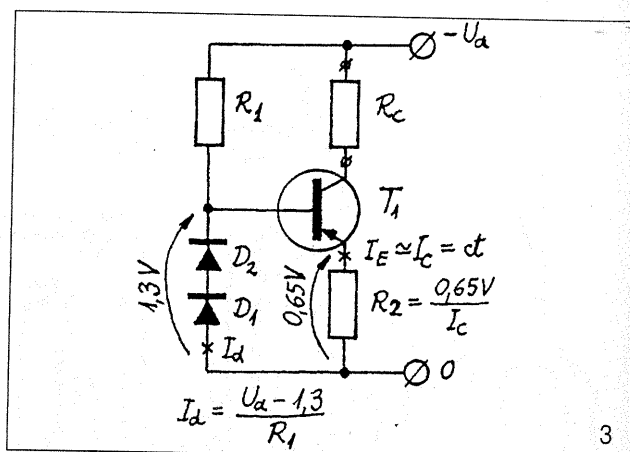 -Ua
R1
Rc
T1
D2
1,3V
IE ≃ IC = ct
0,65V
D1
R2 = 0,65V / IC
Id
0
Id = Ua - 1,3 / R1
3